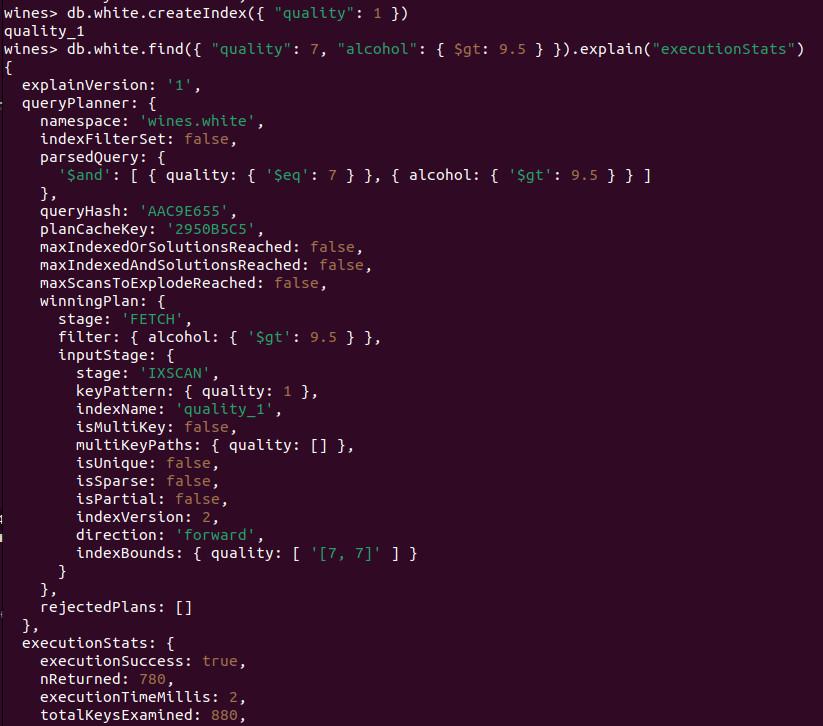 wines> db.white.createIndex({ "quality": 1 })
quality_1
wines> db.white.find({ "quality": 7, "alcohol": { $gt: 9.5 } }).explain("executionStats")
{
  explainVersion: '1',
  queryPlanner: {
    namespace: 'wines.white',
    indexFilterSet: false,
    parsedQuery: {
      '$and': [ { quality: { '$eq': 7 } }, { alcohol: { '$gt': 9.5 } } ]
    },
    queryHash: 'AAC9E655',
    planCacheKey: '2950B5C5',
    maxIndexedOrSolutionsReached: false,
    maxIndexedAndSolutionsReached: false,
    maxScansToExplodeReached: false,
    winningPlan: {
      stage: 'FETCH',
      filter: { alcohol: { '$gt': 9.5 } },
      inputStage: {
        stage: 'IXSCAN',
        keyPattern: { quality: 1 },
        indexName: 'quality_1',
        isMultiKey: false,
        multiKeyPaths: { quality: [] },
        isUnique: false,
        isSparse: false,
        isPartial: false,
        indexVersion: 2,
        direction: 'forward',
        indexBounds: { quality: [ '[7, 7]' ] }
      }
    },
    rejectedPlans: []
  },
  executionStats: {
    executionSuccess: true,
    nReturned: 780,
    executionTimeMillis: 2,
    totalKeysExamined: 880,